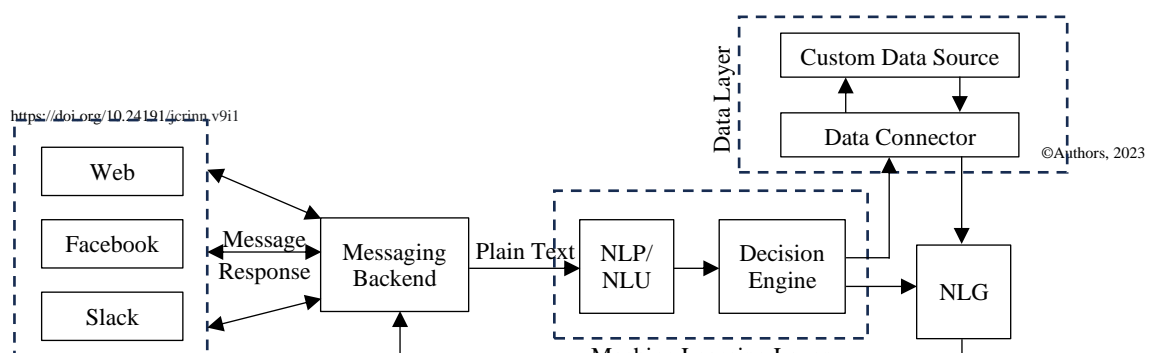 Custom Data Source
Data Layer
Data Connector
https://doi.org/10.24191/jcrinn.v9i1
©Authors, 2023
Web
Facebook
Slack
Message
Response
Messaging
Backend
Plain Text
NLP/
NLU
Decision
Engine
NLG